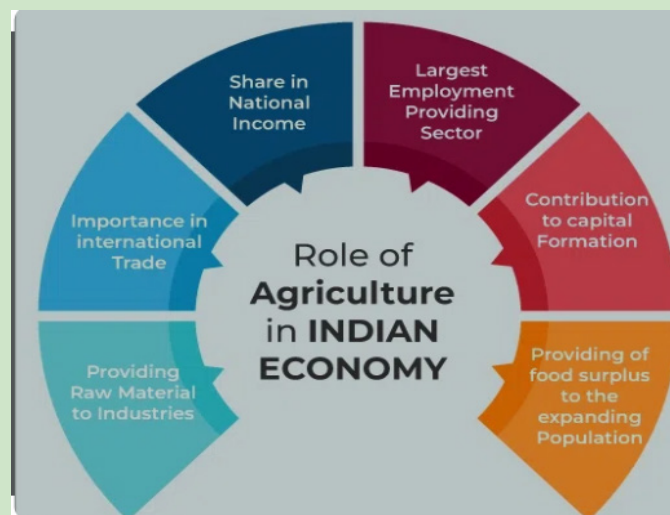 Role of
Agriculture
in INDIAN
ECONOMY
Providing
Raw Material
to Industries
Importance in
international
Trade
Share in
National
Income
Largest
Employment
Providing
Sector
Contribution
to capital
Formation
Providing of
food surplus
to the
expanding
Population